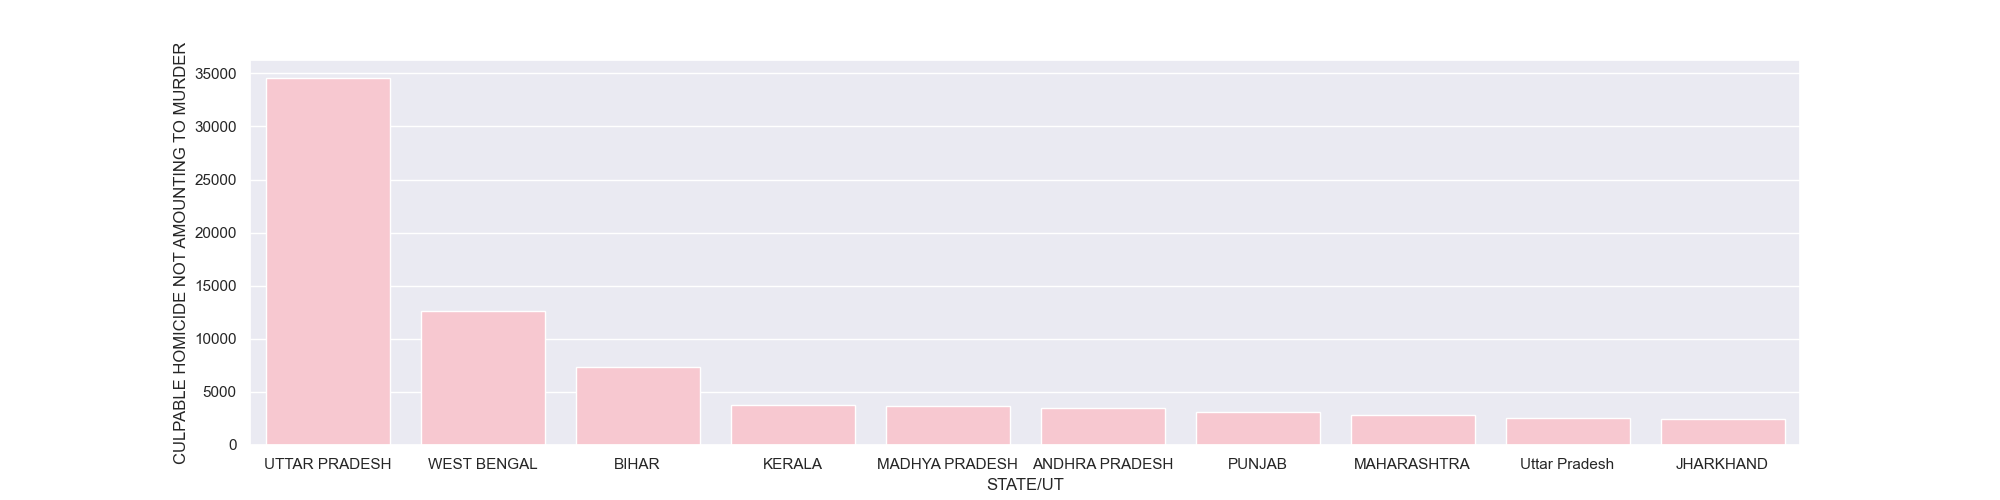 CULPABLE HOMICIDE NOT AMOUNTING TO MURDER
35000
30000
25000
20000
15000
10000
5000
0
UTTAR PRADESH WEST BENGAL BIHAR KERALA MADHYA PRADESH ANDHRA PRADESH PUNJAB MAHARASHTRA Uttar Pradesh JHARKHAND
STATE/UT